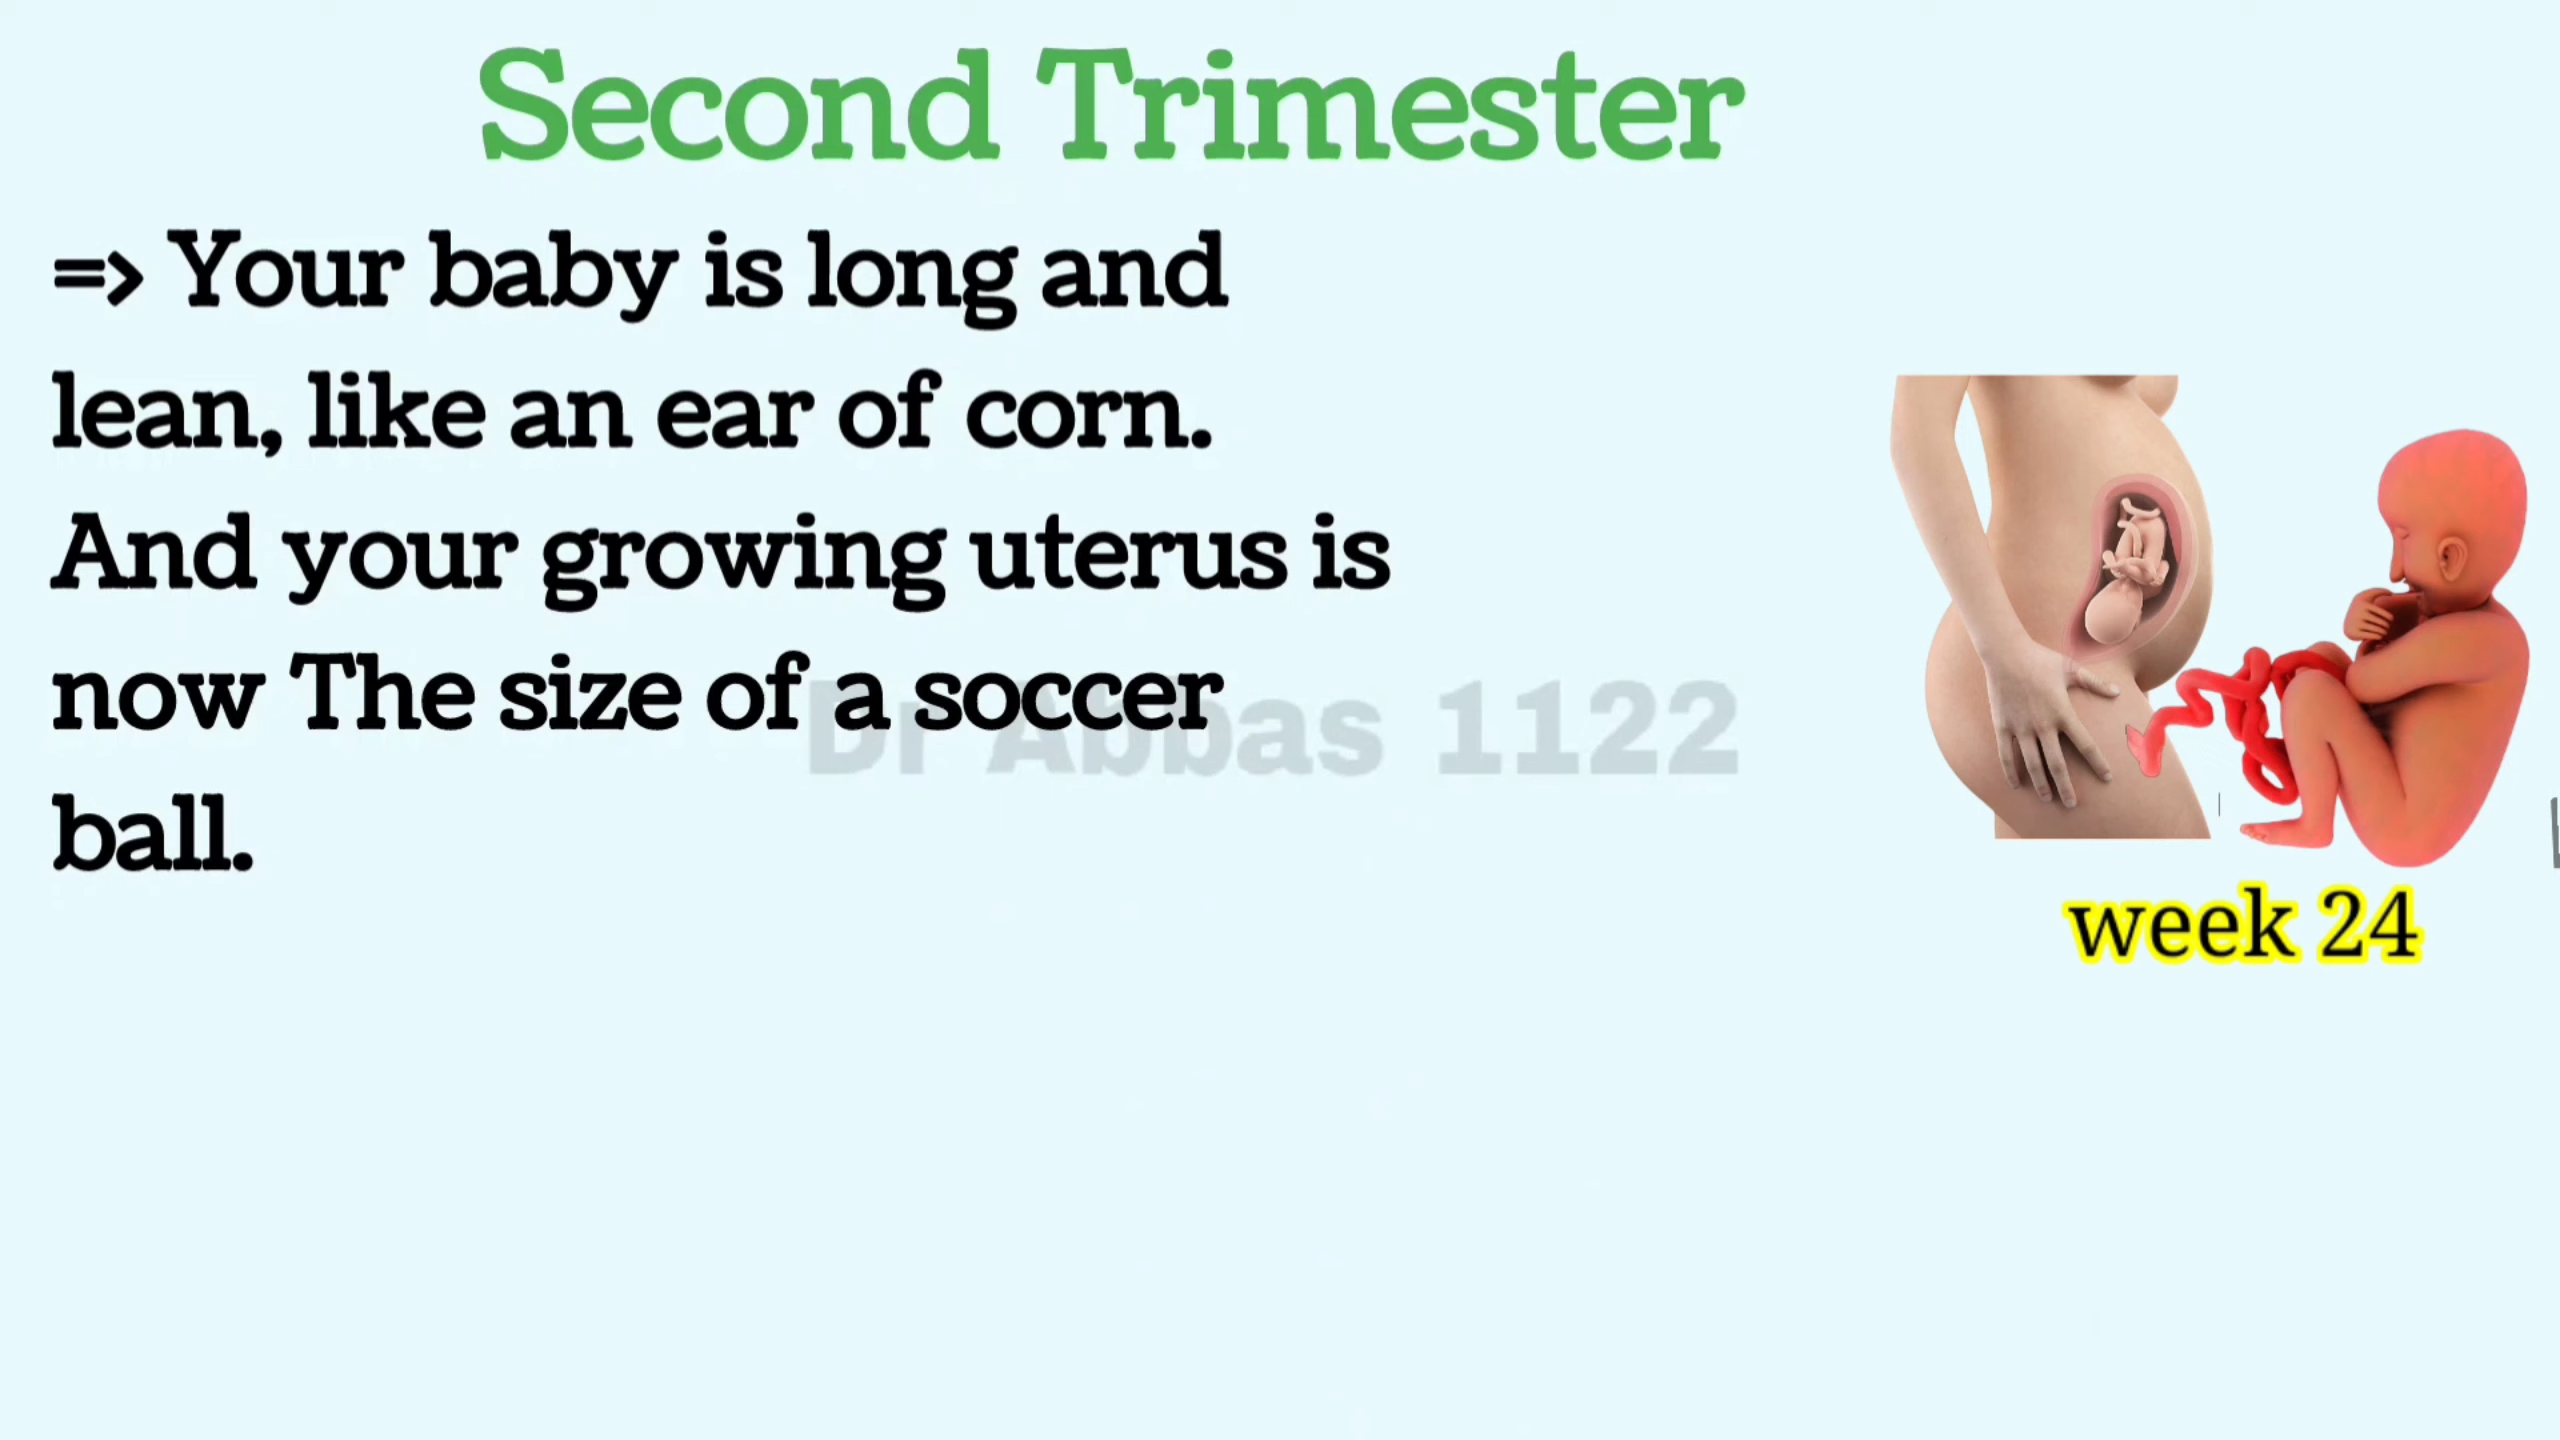 Second Trimester
=> Your baby is long and
lean, like an ear of corn.
And your growing uterus is
now The size of a soccer
ball.
Dr Abbas 1122
week 24